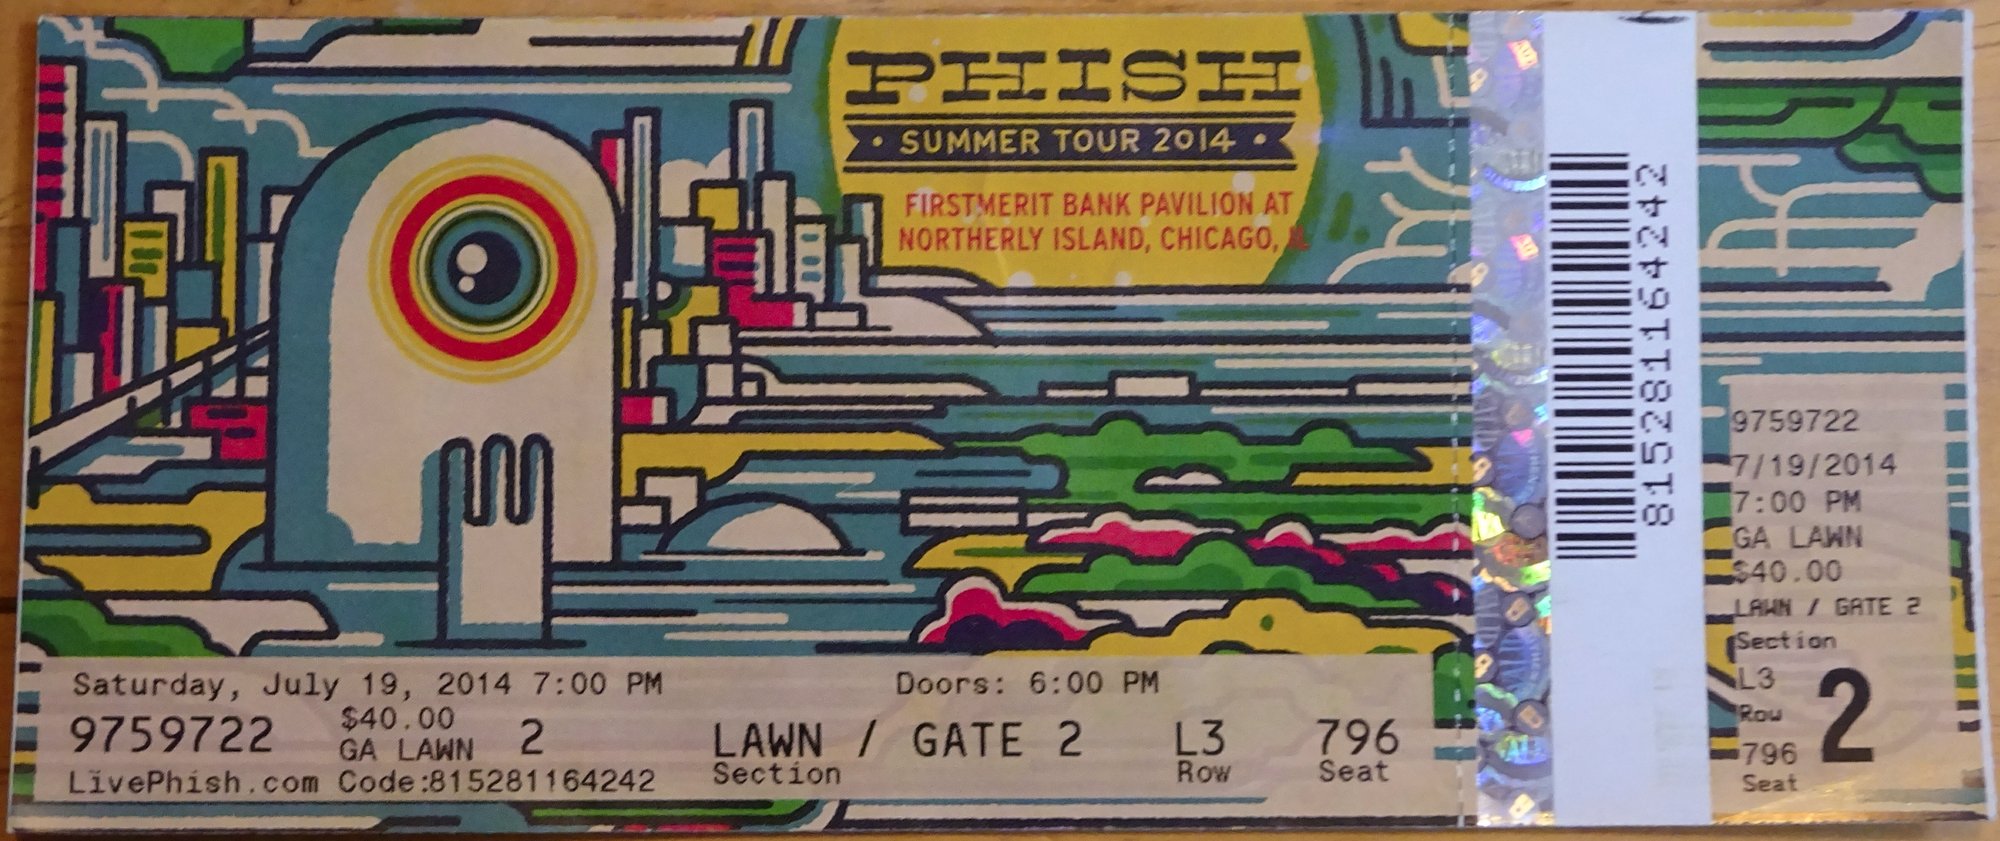 PHISH
• SUMMER TOUR 2014 •
FIRSTMERIT BANK PAVILION AT
NORTHERLY ISLAND, CHICAGO, IL
Saturday, July 19, 2014 7:00 PM
Doors: 6:00 PM
9759722
$40.00
GA LAWN
2
LAWN / GATE 2
Section
L3
Row
796
Seat
LivePhish.com Code:815281164242
815281164242
9759722
7/19/2014
7:00 PM
GA LAWN
$40.00
LAWN / GATE 2
Section
L3
Row
796
Seat
2